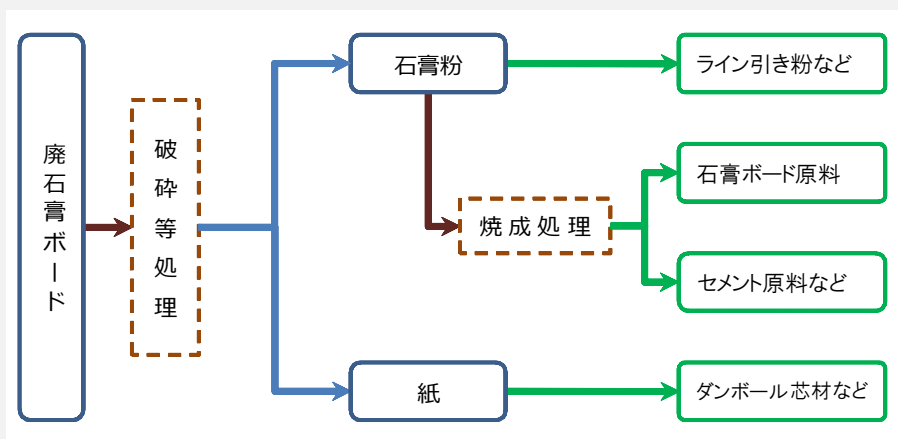 廃石膏ボード
破砕等処理
石膏粉
ライン引き粉など
石膏ボード原料
焼成処理
セメント原料など
紙
ダンボール芯材など